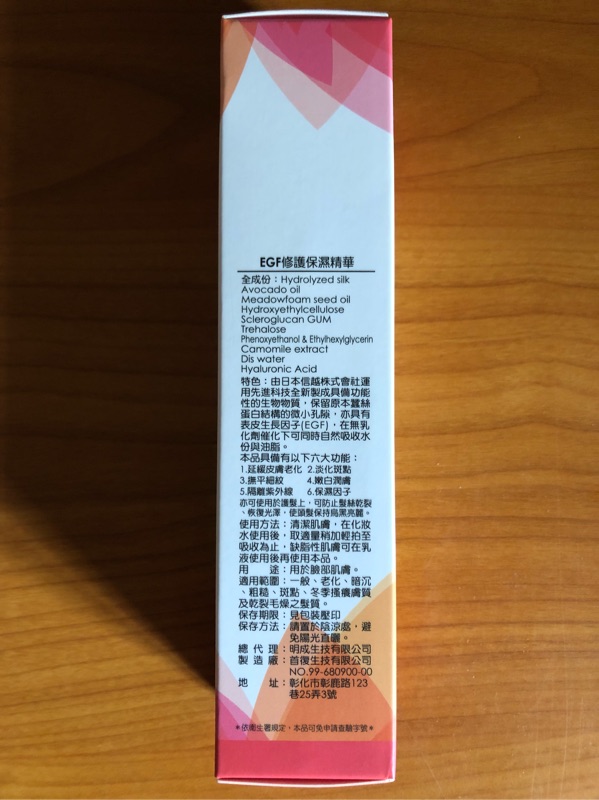 EGF修護保濕精華
全成份：Hydrolyzed silk
Avocado oil
Meadowfoam seed oil
Hydroxyethylcellulose
Scleroglucan GUM
Trehalose
Phenoxyethanol & Ethylhexylglycerin
Camomile extract
Dis water
Hyaluronic Acid
特色：由日本信越株式會社運
用先進科技全新製成具備功能
性的生物物質，保留原本蠶絲
蛋白結構的微小孔隙，亦具有
表皮生長因子(EGF)，在無乳
化劑催化下可同時自然吸收水
份與油脂。
本品具備有以下六大功能：
1.延緩皮膚老化 2.淡化斑點
3.撫平細紋 4.嫩白潤膚
5.隔離紫外線 6.保濕因子
亦可使用於護髮上，可防止髮絲乾裂
、恢復光澤，使頭髮保持烏黑亮麗。
使用方法：清潔肌膚，在化妝
水使用後，取適量稍加輕拍至
吸收為止，缺脂性肌膚可在乳
液使用後再使用本品。
用 途：用於臉部肌膚。
適用範圍：一般、老化、暗沉
、粗糙、斑點、冬季搔癢膚質
及乾裂毛燥之髮質。
保存期限：見包裝壓印
保存方法：請置於陰涼處，避
免陽光直曬。
總代理：明成生技有限公司
製造廠：首復生技有限公司
NO.99-680900-00
地 址：彰化市彰鹿路123
巷25弄3號
＊依衛生署規定，本品可免申請查驗字號＊